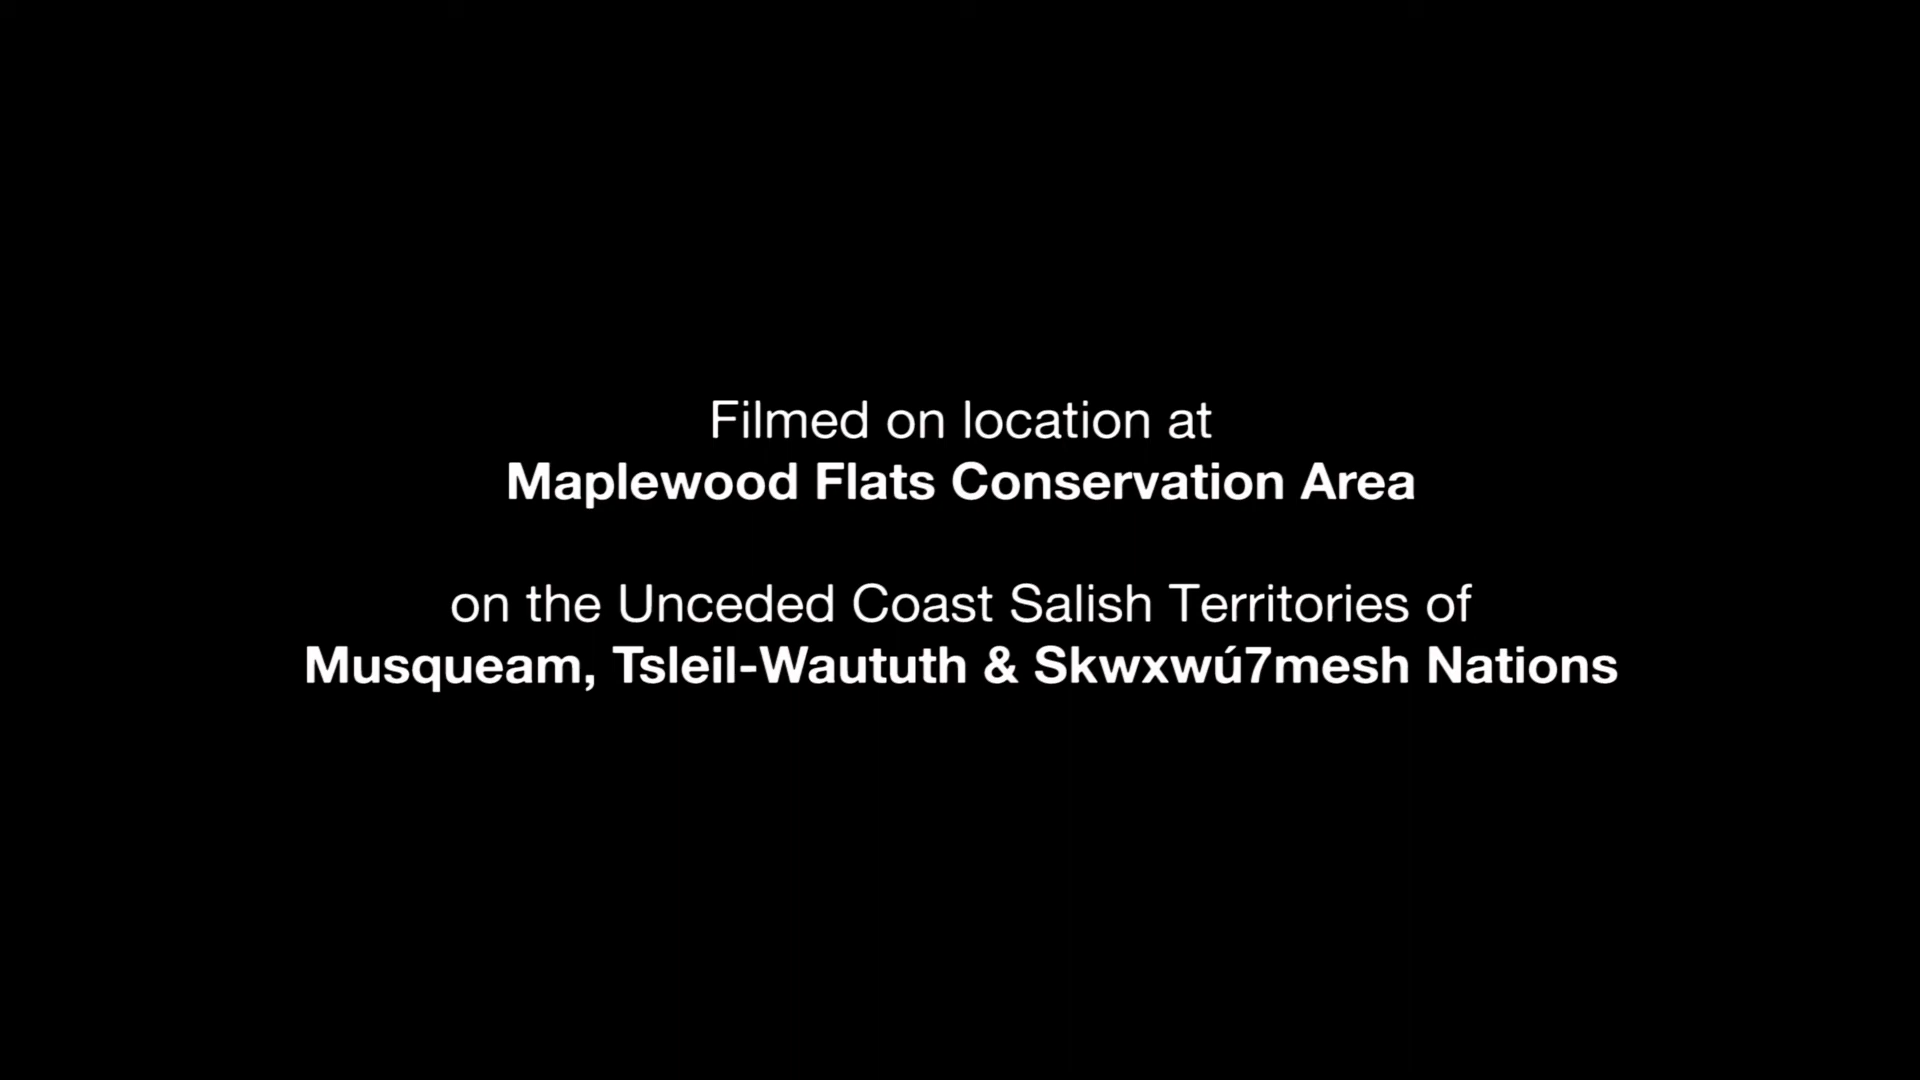 Filmed on location at
Maplewood Flats Conservation Area
on the Unceded Coast Salish Territories of
Musqueam, Tsleil-Waututh & Skwxwú7mesh Nations